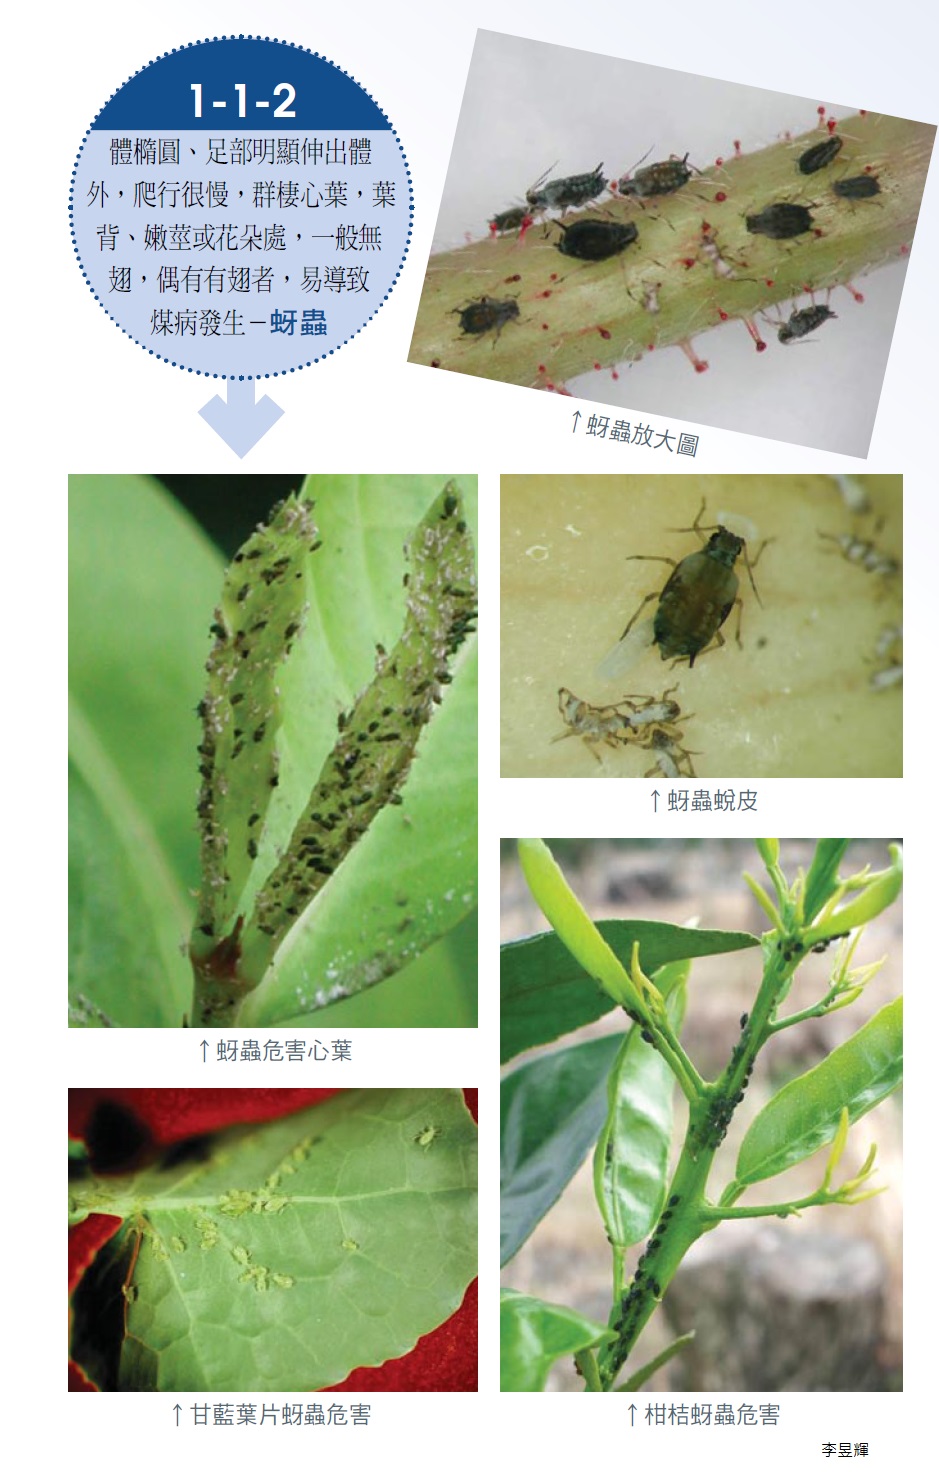 1-1-2
體橢圓、足部明顯伸出體
外，爬行很慢，群棲心葉，葉
背、嫩莖或花朵處，一般無
翅，偶有有翅者，易導致
煤病發生－蚜蟲
↑蚜蟲放大圖
↑蚜蟲蛻皮
↑蚜蟲危害心葉
↑甘藍葉片蚜蟲危害
↑柑桔蚜蟲危害
李昱輝